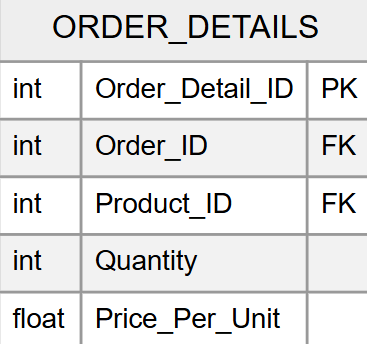 ORDER_DETAILS
int Order_Detail_ID PK
int Order_ID FK
int Product_ID FK
int Quantity
float Price_Per_Unit